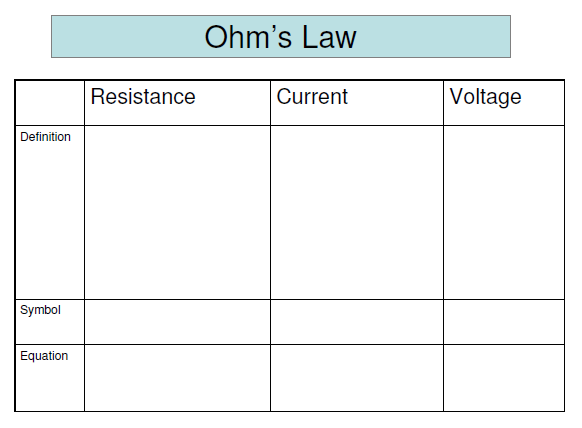 Ohm's Law
Resistance Current Voltage
Definition
Symbol
Equation